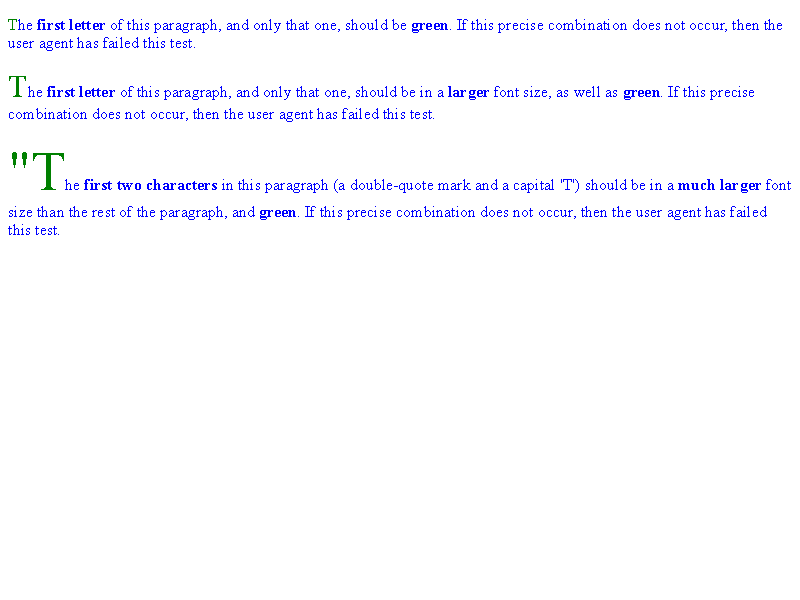 The first letter of this paragraph, and only that one, should be green. If this precise combination does not occur, then the
user agent has failed this test.
The first letter of this paragraph, and only that one, should be in a larger font size, as well as green. If this precise
combination does not occur, then the user agent has failed this test.
"The first two characters in this paragraph (a double-quote mark and a capital 'T') should be in a much larger font
size than the rest of the paragraph, and green. If this precise combination does not occur, then the user agent has failed
this test.